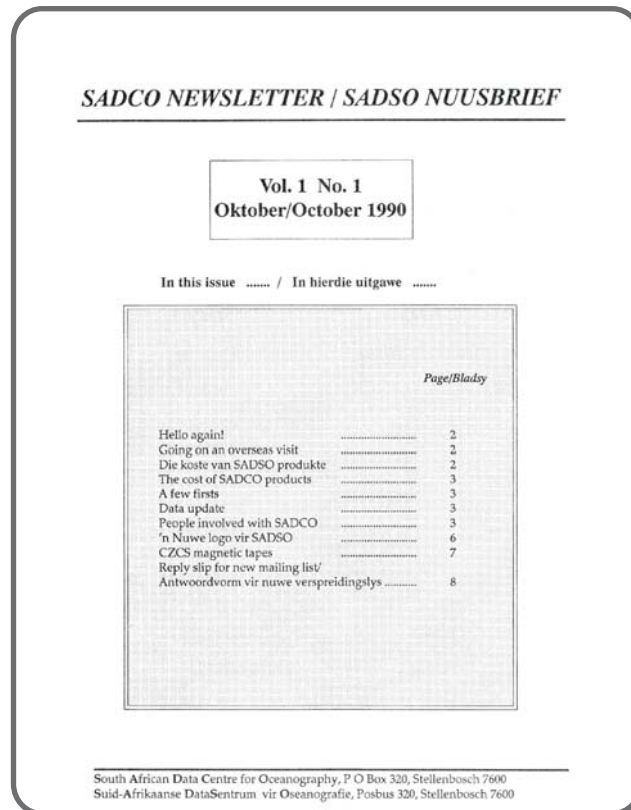 SADCO NEWSLETTER / SADSO NUUSBRIEF
Vol. 1 No. 1
Oktober/October 1990
In this issue ....... / In hierdie uitgawe .......
Page/Bladsy
Hello again! .......................... 2
Going on an overseas visit .......................... 2
Die koste van SADSO produkte .......................... 2
The cost of SADCO products .......................... 3
A few firsts .......................... 3
Data update .......................... 3
People involved with SADCO .......................... 3
'n Nuwe logo vir SADSO .......................... 6
CZCS magnetic tapes .......................... 7
Reply slip for new mailing list/
Antwoordvorm vir nuwe verspreidingslys ........... 8
South African Data Centre for Oceanography, P O Box 320, Stellenbosch 7600
Suid-Afrikaanse DataSentrum vir Oseanografie, Posbus 320, Stellenbosch 7600